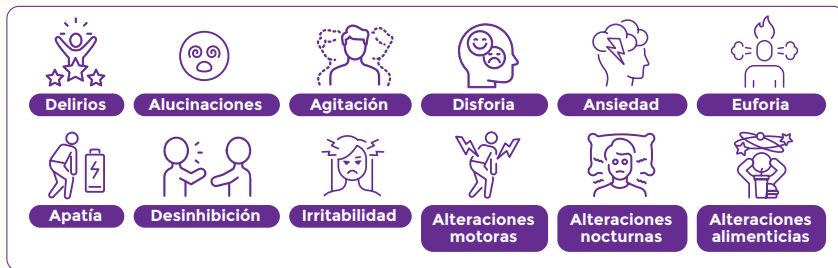 Delirios
Alucinaciones
Agitación
Disforia
Ansiedad
Euforia
Apatía
Desinhibición
Irritabilidad
Alteraciones
motoras
Alteraciones
nocturnas
Alteraciones
alimenticias